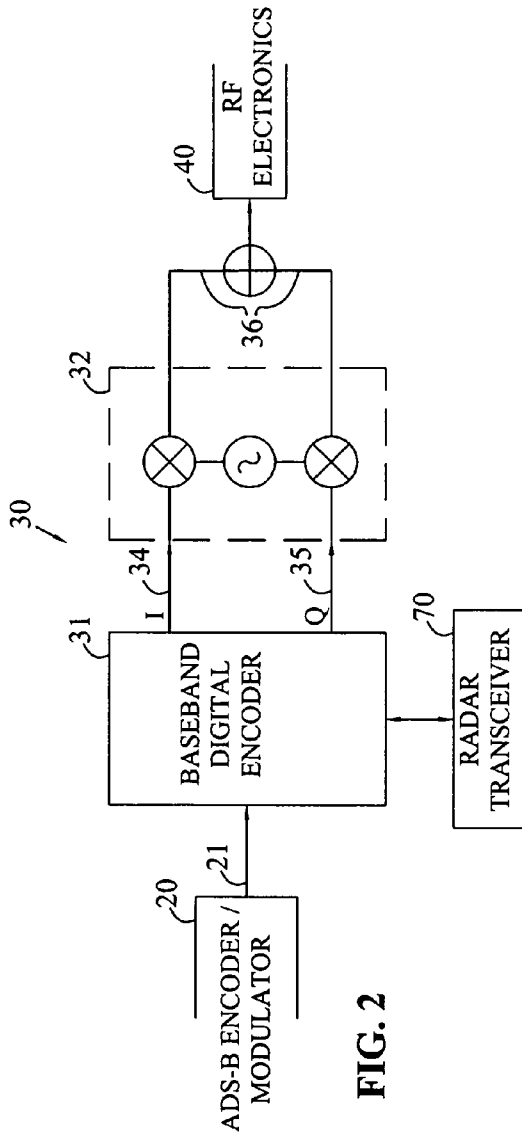 30
20
ADS-B ENCODER /
MODULATOR
21
31
BASEBAND
DIGITAL
ENCODER
I
34
Q
35
32
36
40
RF
ELECTRONICS
70
RADAR
TRANSCEIVER
FIG. 2